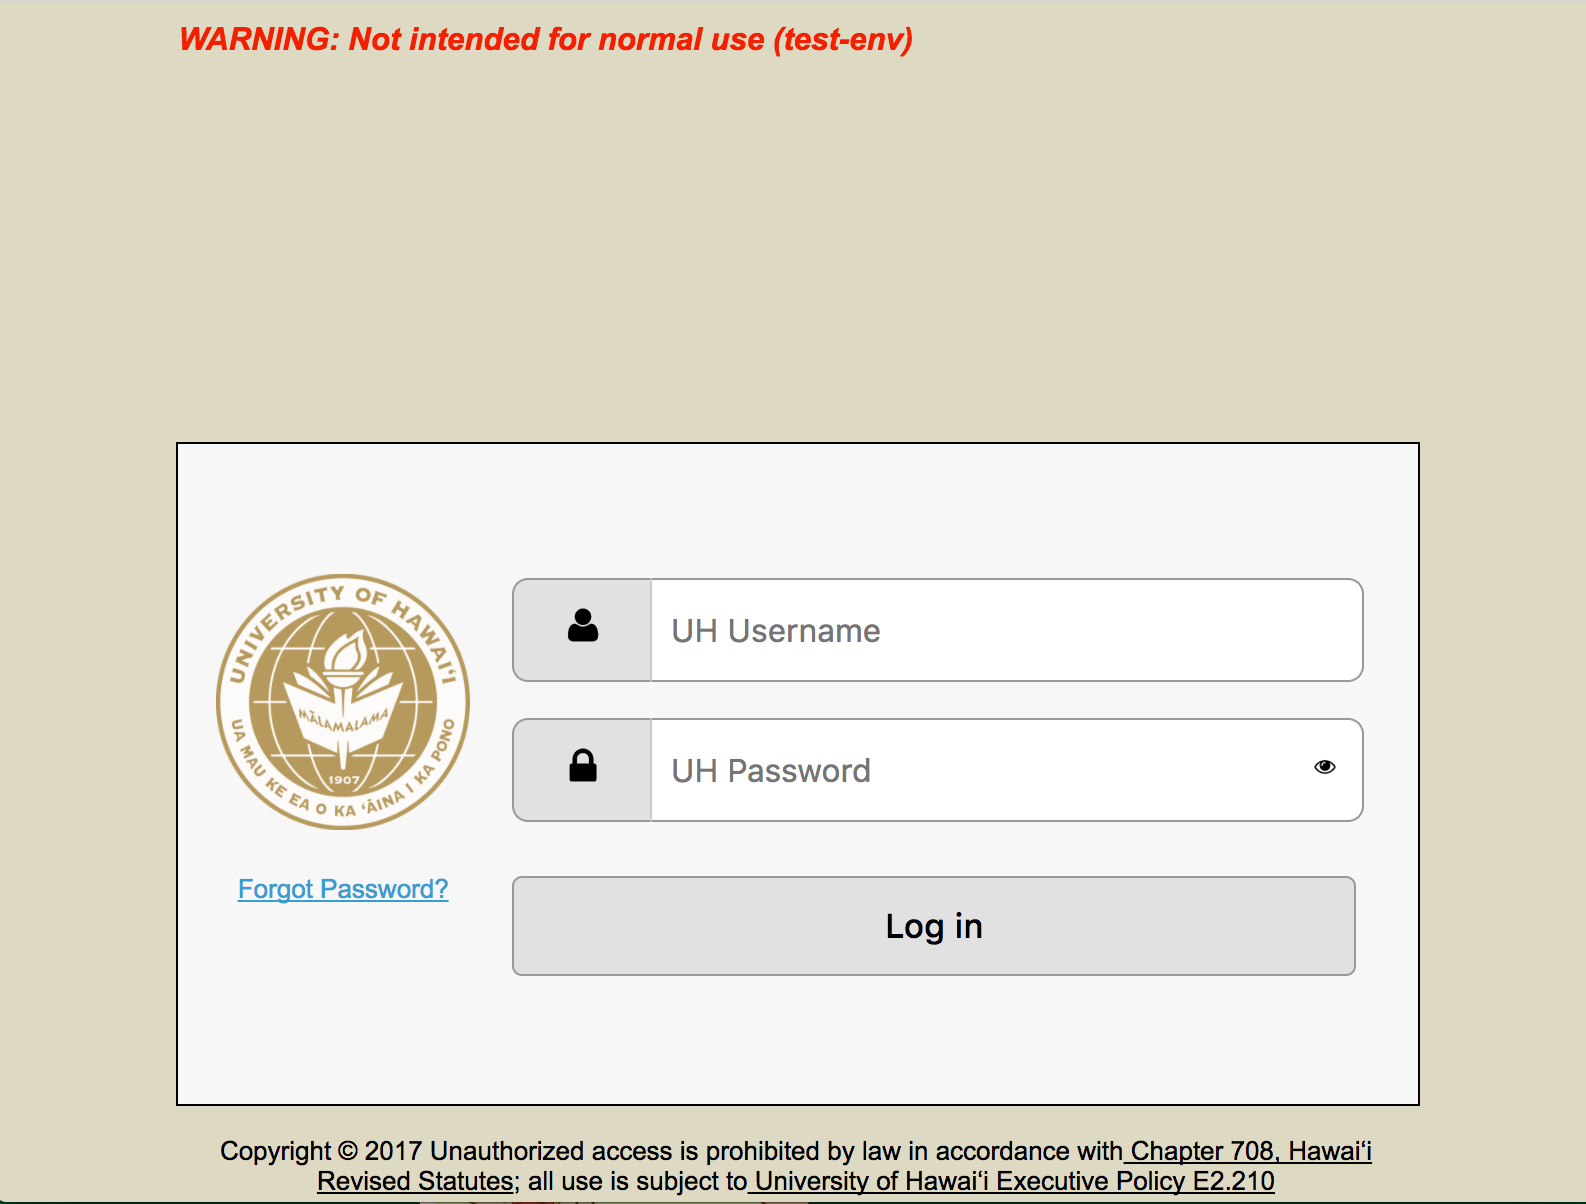 WARNING: Not intended for normal use (test-env)
UNIVERSITY OF HAWAIʻI
MĀLAMALAMA
1907
UA MAU KE EA O KA ʻĀINA I KA PONO
UH Username
UH Password
Forgot Password?
Log in
Copyright © 2017 Unauthorized access is prohibited by law in accordance with Chapter 708, Hawaiʻi
Revised Statutes; all use is subject to University of Hawaiʻi Executive Policy E2.210